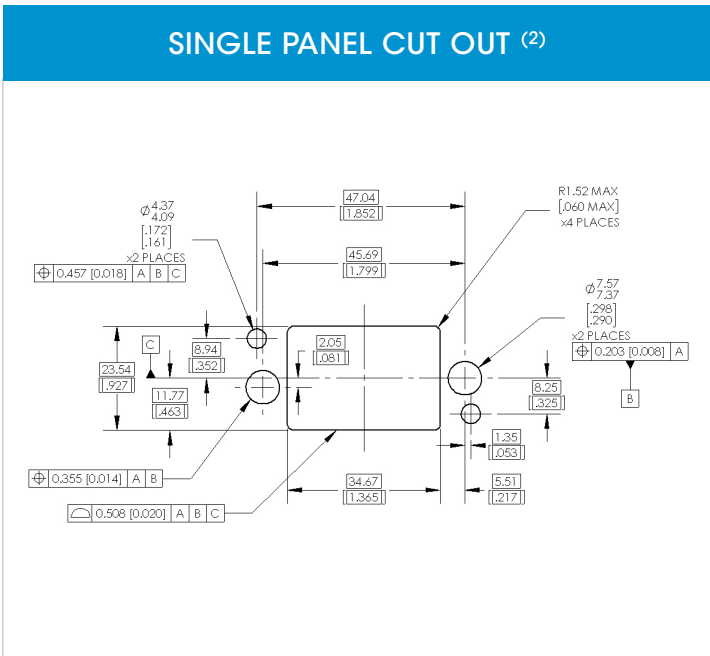 SINGLE PANEL CUT OUT (2)
47.04
[1.852]
R1.52 MAX
[.060 MAX]
x4 PLACES
⌀4.37
4.09
[.172]
[.161]
x2 PLACES
⌖ 0.457 [0.018] A B C
45.69
[1.799]
⌀7.57
7.37
[.298]
[.290]
x2 PLACES
⌖ 0.203 [0.008] A
B
C
8.94
[.352]
2.05
[.081]
23.54
[.927]
11.77
[.463]
8.25
[.325]
1.35
[.053]
⌖ 0.355 [0.014] A B
34.67
[1.365]
5.51
[.217]
⌓ 0.508 [0.020] A B C